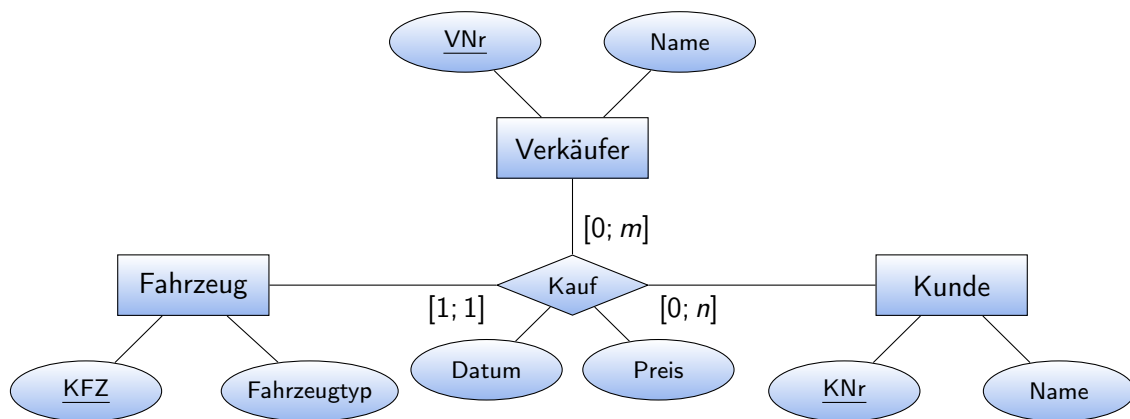 VNr
Name
Verkäufer
[0; m]
Fahrzeug
Kauf
Kunde
[1; 1]
[0; n]
KFZ
Fahrzeugtyp
Datum
Preis
KNr
Name